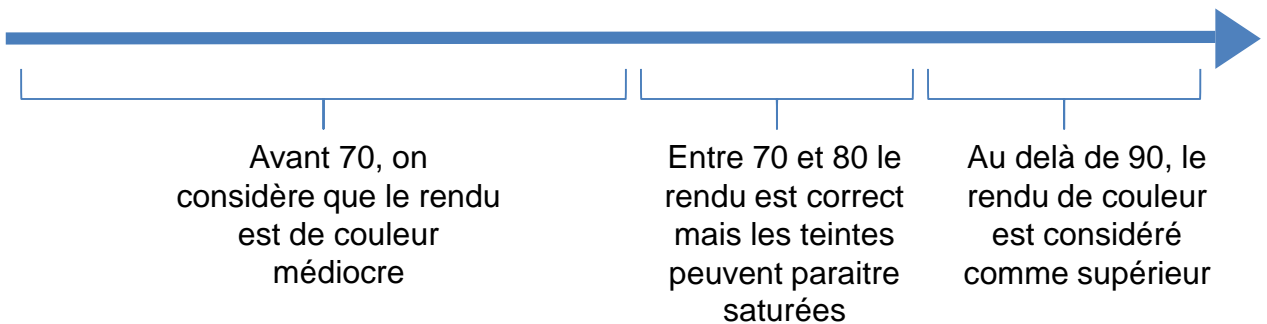 Avant 70, on
considère que le rendu
est de couleur
médiocre
Entre 70 et 80 le
rendu est correct
mais les teintes
peuvent paraitre
saturées
Au delà de 90, le
rendu de couleur
est considéré
comme supérieur